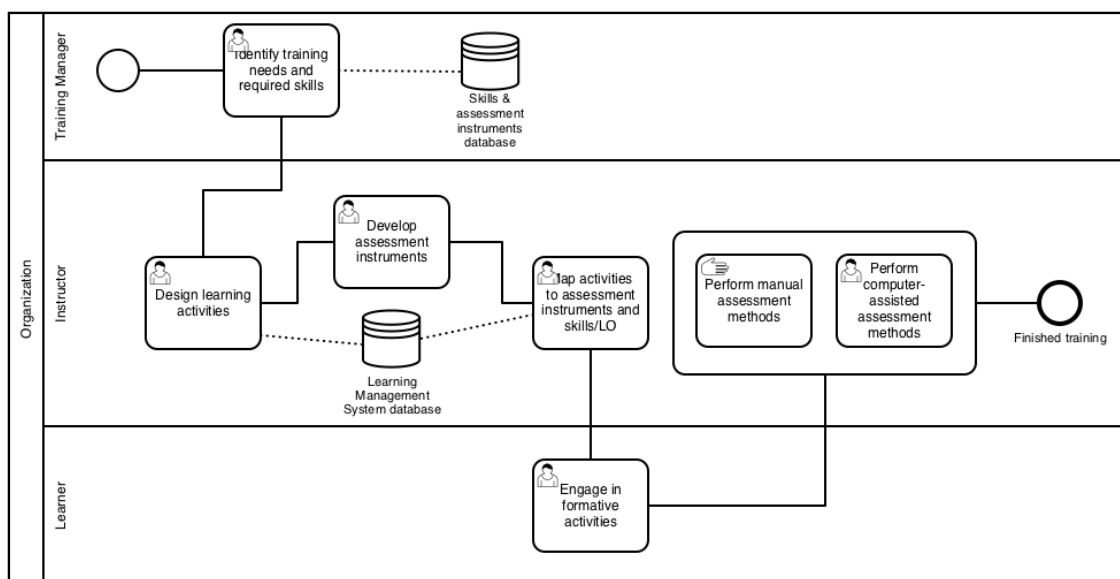 Organization
Training Manager
Identify training
needs and
required skills
Skills &
assessment
instruments
database
Instructor
Design learning
activities
Develop
assessment
instruments
Learning
Management
System database
Map activities
to assessment
instruments and
skills/LO
Perform manual
assessment
methods
Perform
computer-
assisted
assessment
methods
Finished training
Learner
Engage in
formative
activities